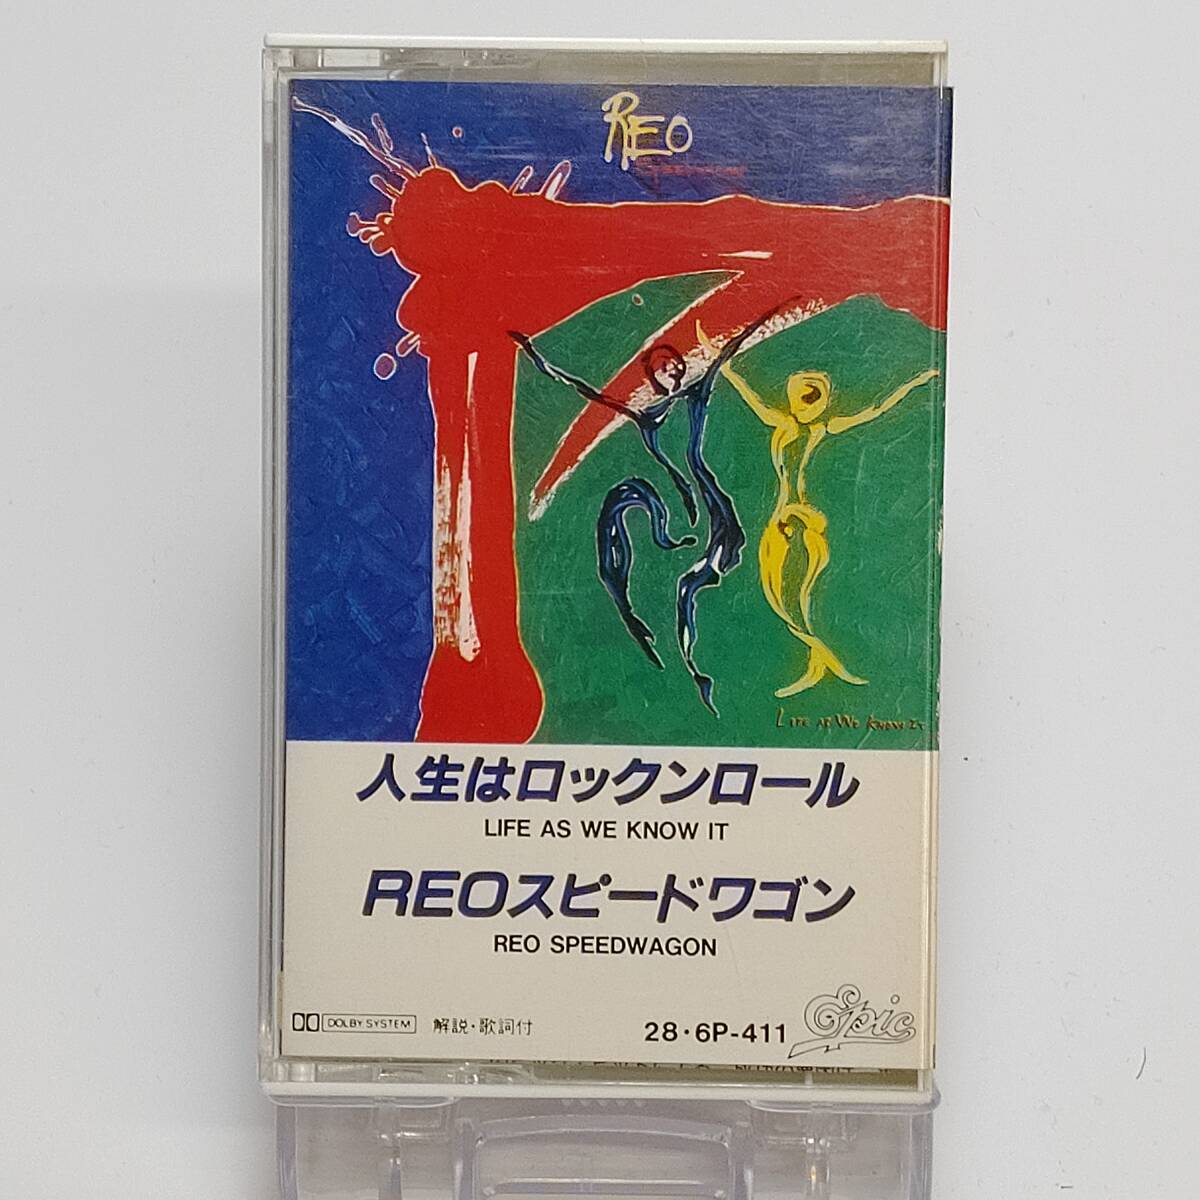 REO
Speedwagon
LIFE AS WE KNOW IT
人生はロックンロール
LIFE AS WE KNOW IT
REOスピードワゴン
REO SPEEDWAGON
DOLBY SYSTEM 解説・歌詞付 28・6P-411 Epic